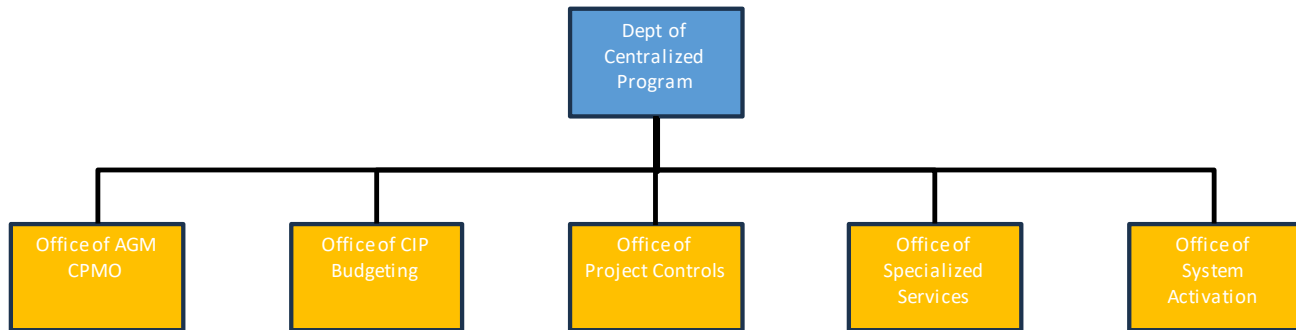 Dept of
Centralized
Program
Office of AGM
CPMO
Office of CIP
Budgeting
Office of
Project Controls
Office of
Specialized
Services
Office of
System
Activation